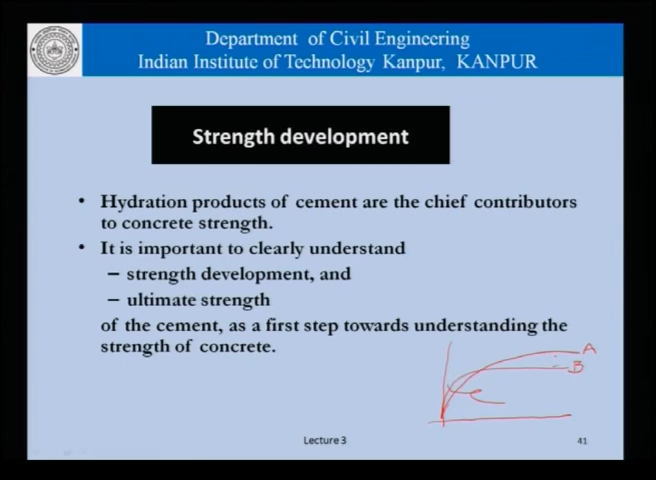 Department of Civil Engineering
Indian Institute of Technology Kanpur, KANPUR
Strength development
• Hydration products of cement are the chief contributors
to concrete strength.
• It is important to clearly understand
– strength development, and
– ultimate strength
of the cement, as a first step towards understanding the
strength of concrete.
A
B
Lecture 3
41